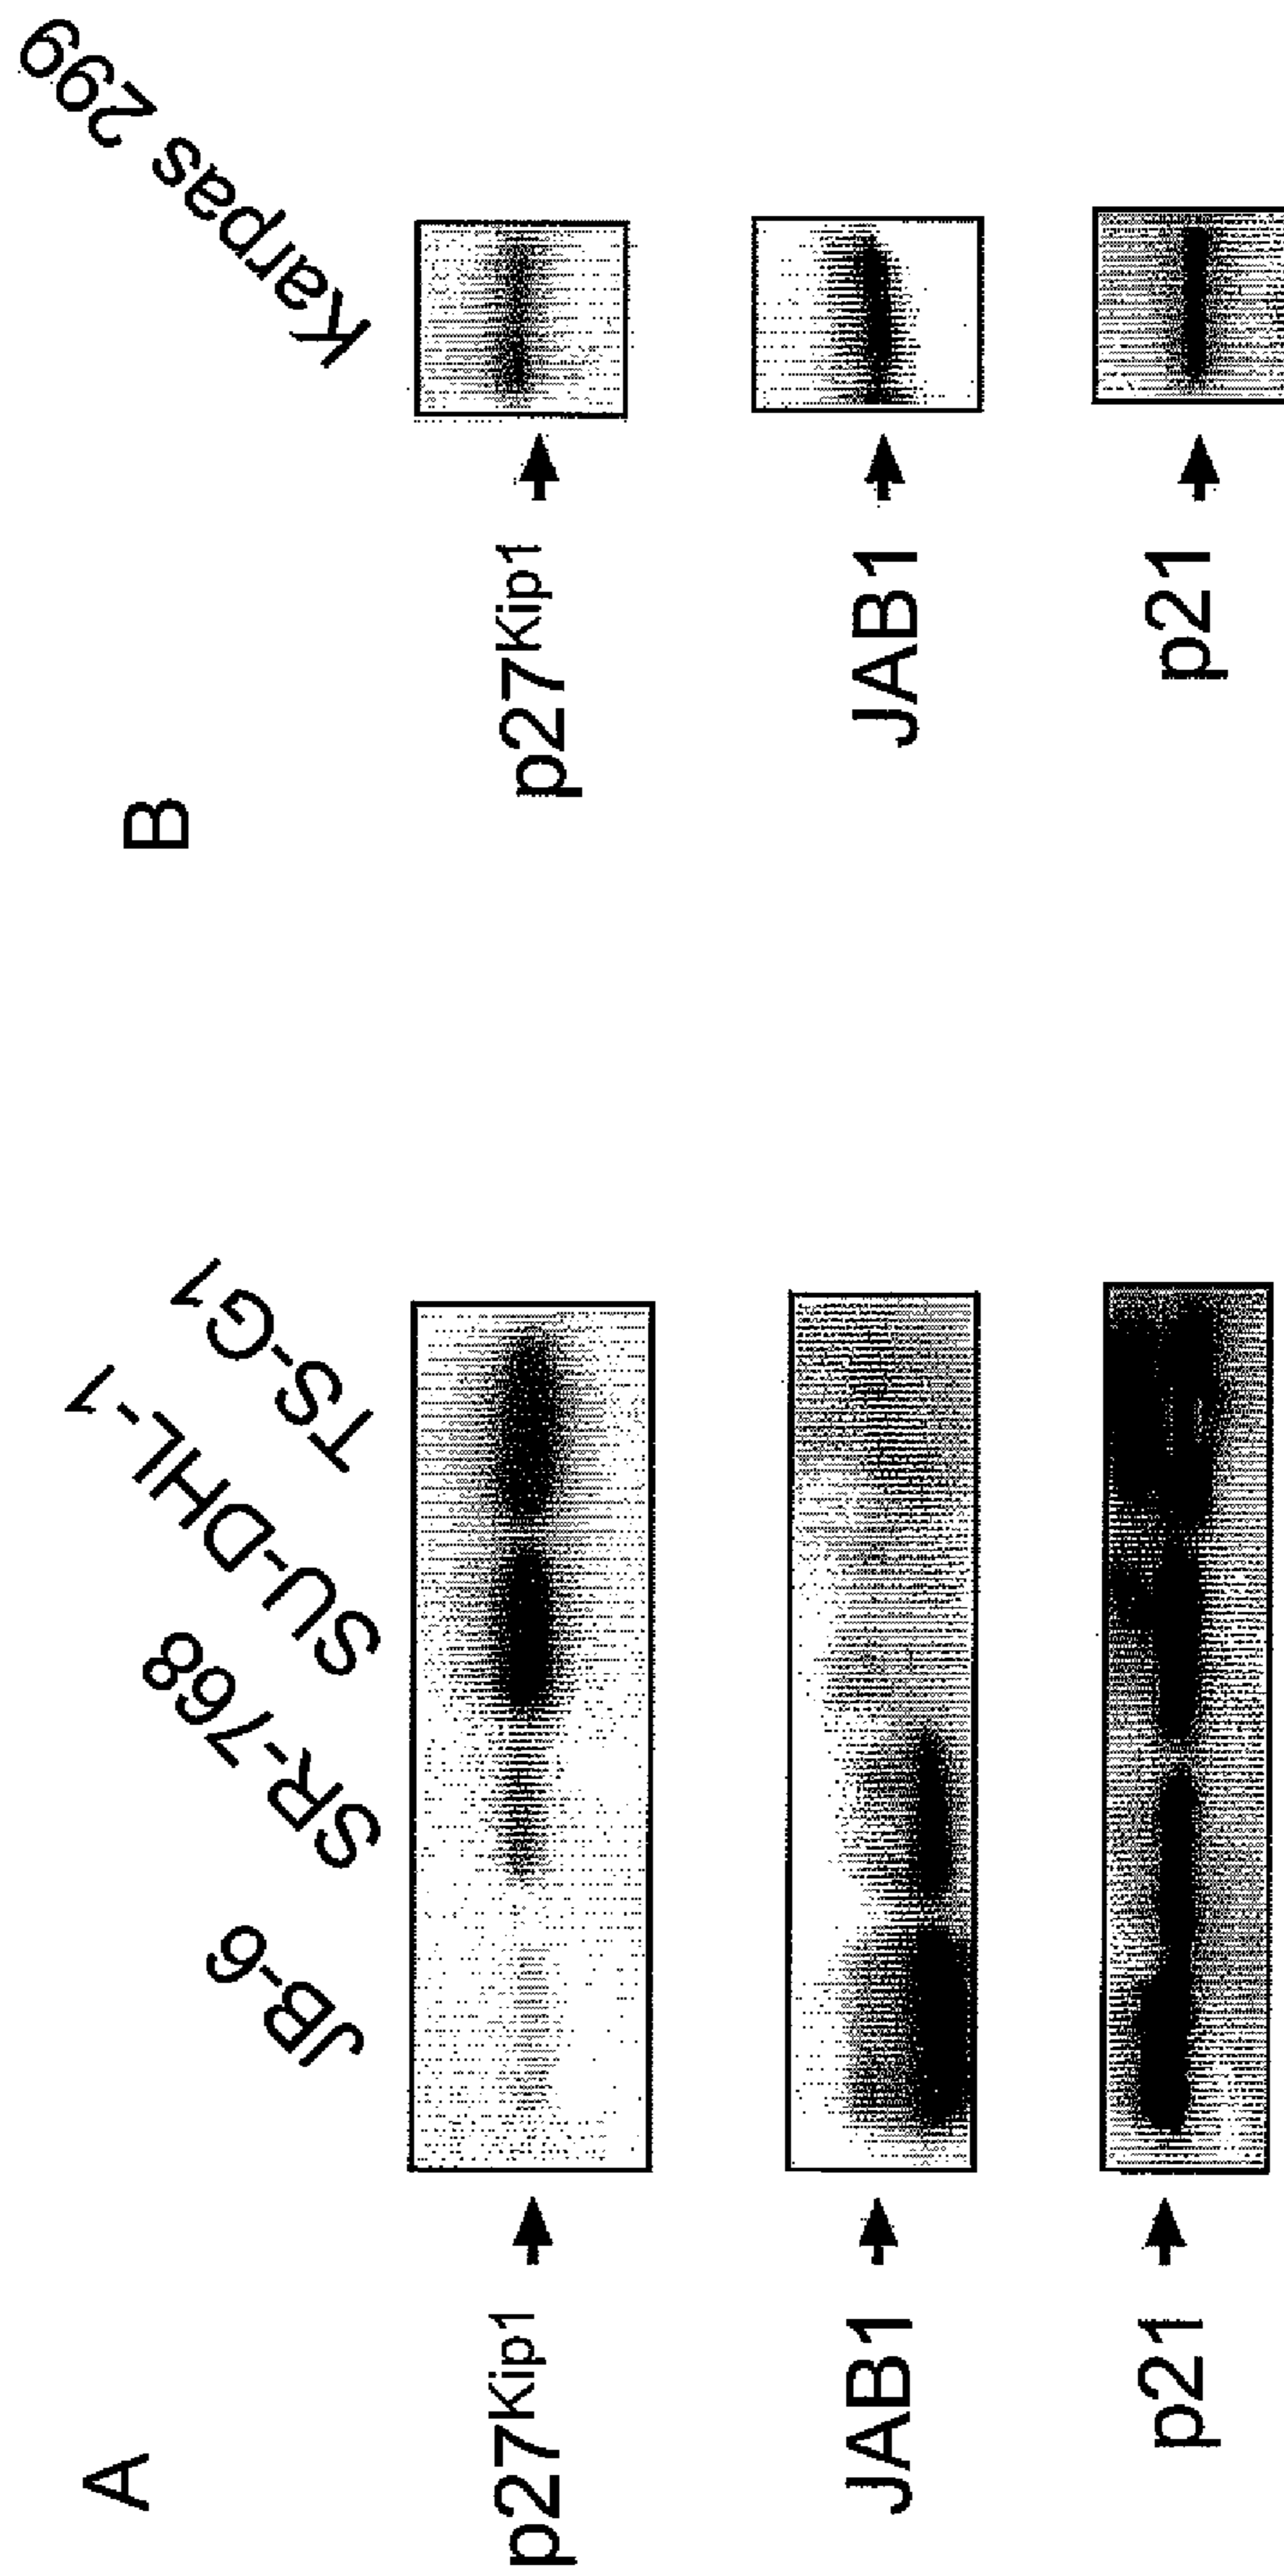 A
JB-6
SR-768
SU-DHL-1
TS-G1
p27Kip1
JAB1
p21
B
Karpas 299
p27Kip1
JAB1
p21